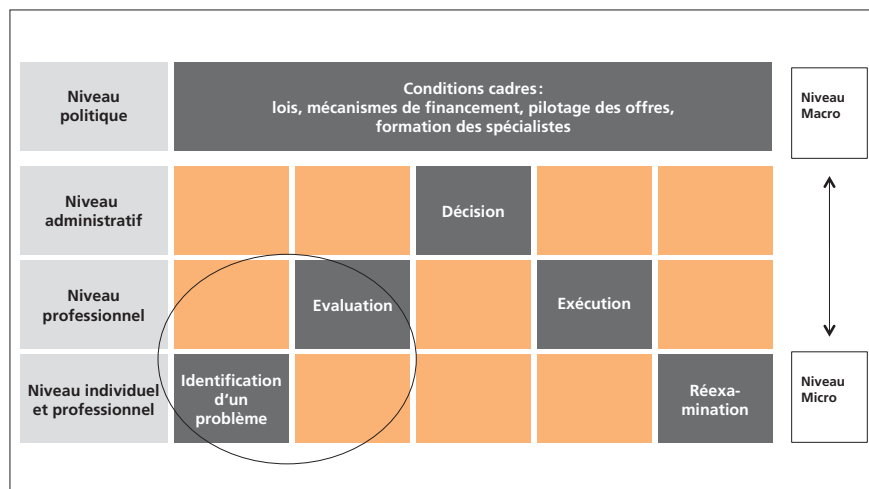 Niveau
politique
Conditions cadres:
lois, mécanismes de financement, pilotage des offres,
formation des spécialistes
Niveau
Macro
Niveau
administratif
Décision
Niveau
professionnel
Evaluation
Exécution
Niveau individuel
et professionnel
Identification
d‘un
problème
Réexa-
mination
Niveau
Micro